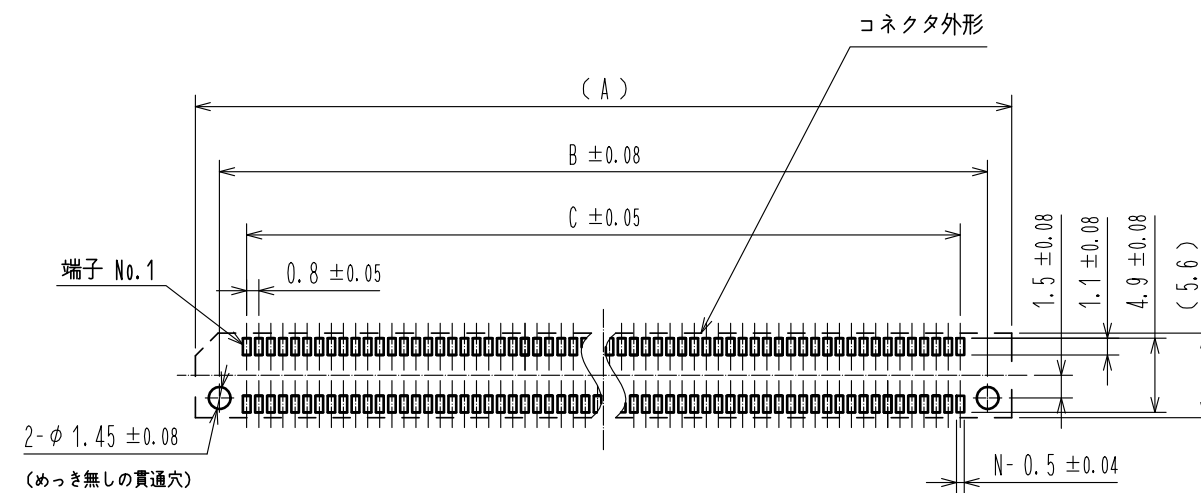 コネクタ外形
( A )
B ±0.08
C ±0.05
端子 No.1
0.8 ±0.05
1.5 ±0.08
1.1 ±0.08
4.9 ±0.08
( 5.6 )
2-φ 1.45 ±0.08
(めっき無しの貫通穴)
N- 0.5 ±0.04